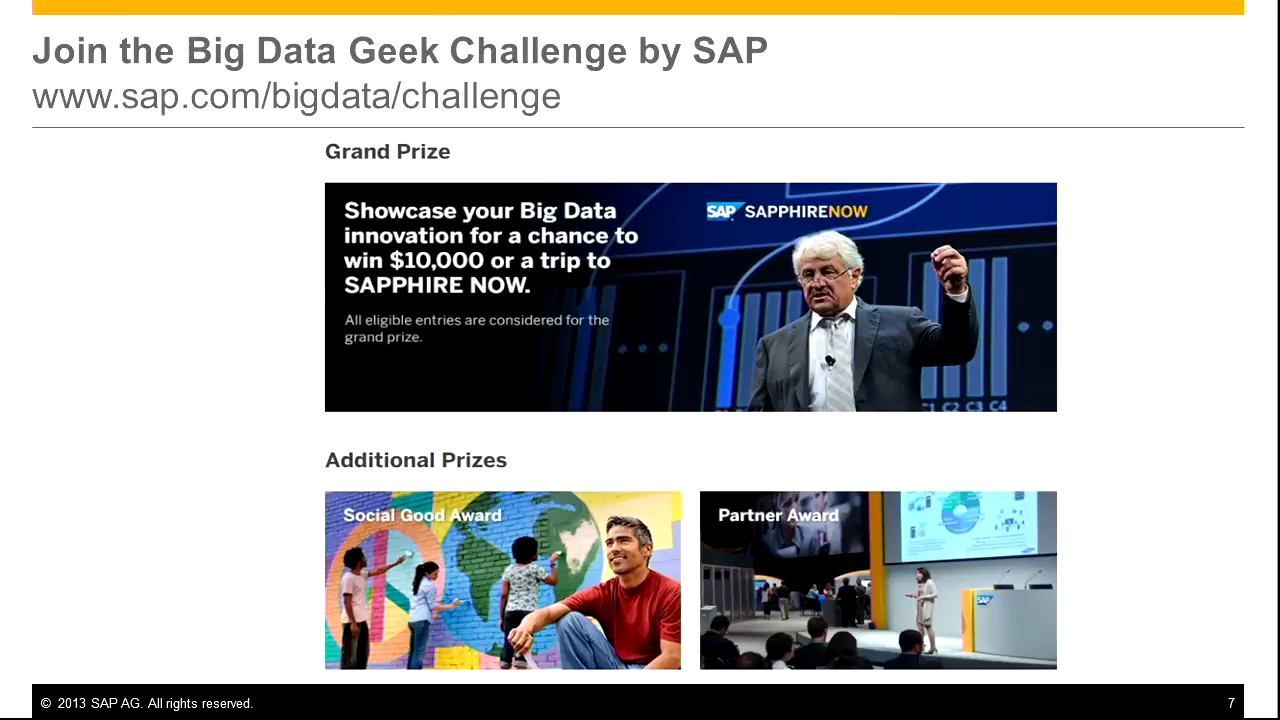 Join the Big Data Geek Challenge by SAP
www.sap.com/bigdata/challenge
Grand Prize
Showcase your Big Data
innovation for a chance to
win $10,000 or a trip to
SAPPHIRE NOW.
All eligible entries are considered for the
grand prize.
SAP SAPPHIRENOW
C1 C2 C3 C4
Additional Prizes
Social Good Award
Partner Award
SAP
© 2013 SAP AG. All rights reserved.
7